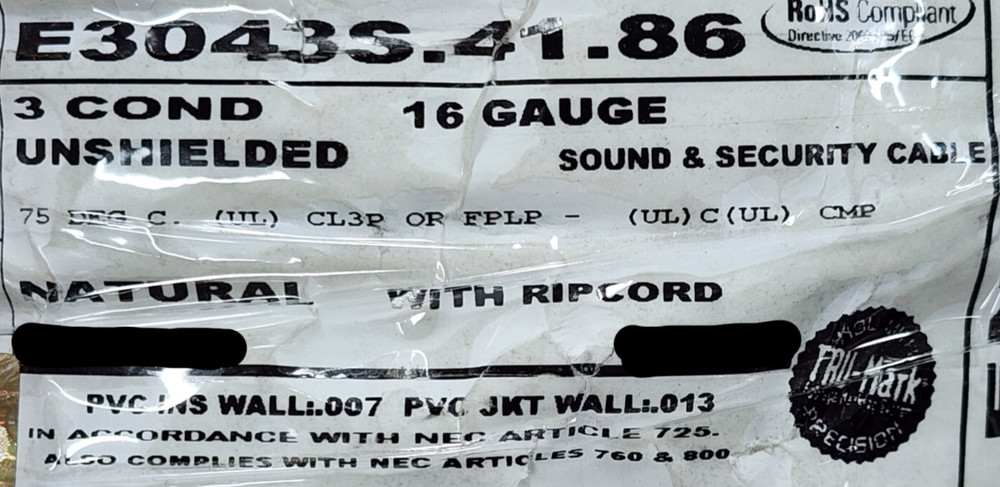 E3043S.41.86
RoHS Compliant
Directive
3 COND 16 GAUGE
UNSHIELDED SOUND & SECURITY CABLE
75 DEG C. (UL) CL3P OR FPLP - (UL)C(UL) CMP
NATURAL WITH RIPCORD
PVC INS WALL:.007 PVC JKT WALL:.013
IN ACCORDANCE WITH NEC ARTICLE 725.
ALSO COMPLIES WITH NEC ARTICLES 760 & 800
FRU-Mark
PRECISION